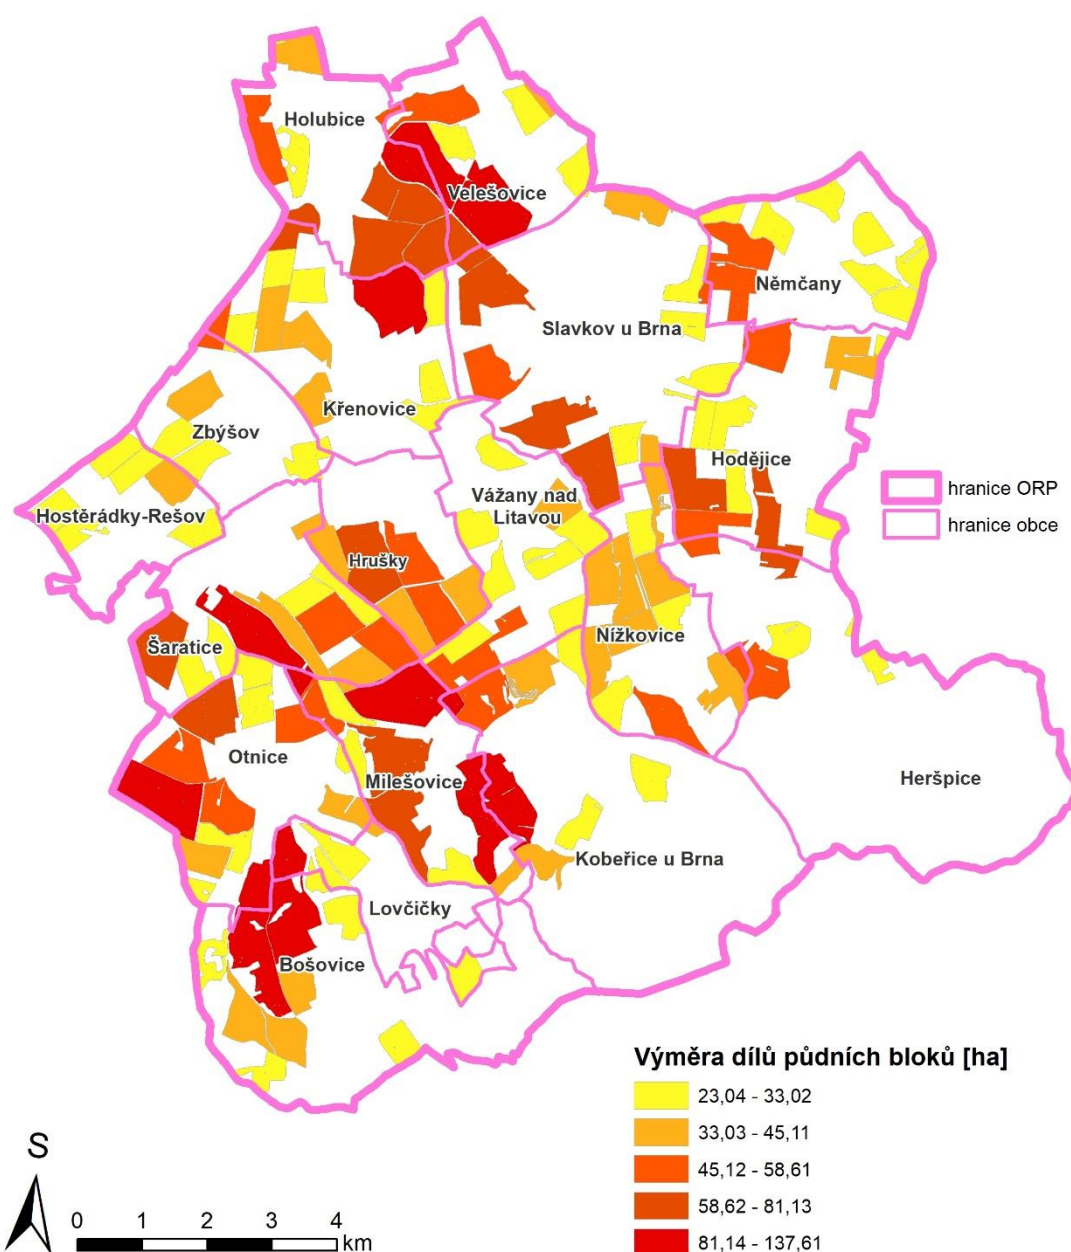 Holubice
Velešovice
Němčany
Slavkov u Brna
Křenovice
Zbýšov
Hodějice
hranice ORP
Vážany nad
Litavou
Hostěrádky-Rešov
hranice obce
Hrušky
Nížkovice
Šaratice
Otnice
Milešovice
Heršpice
Kobeřice u Brna
Lovčičky
Bošovice
Výměra dílů půdních bloků [ha]
23,04 - 33,02
33,03 - 45,11
45,12 - 58,61
58,62 - 81,13
81,14 - 137,61
S
0 1 2 3 4
km